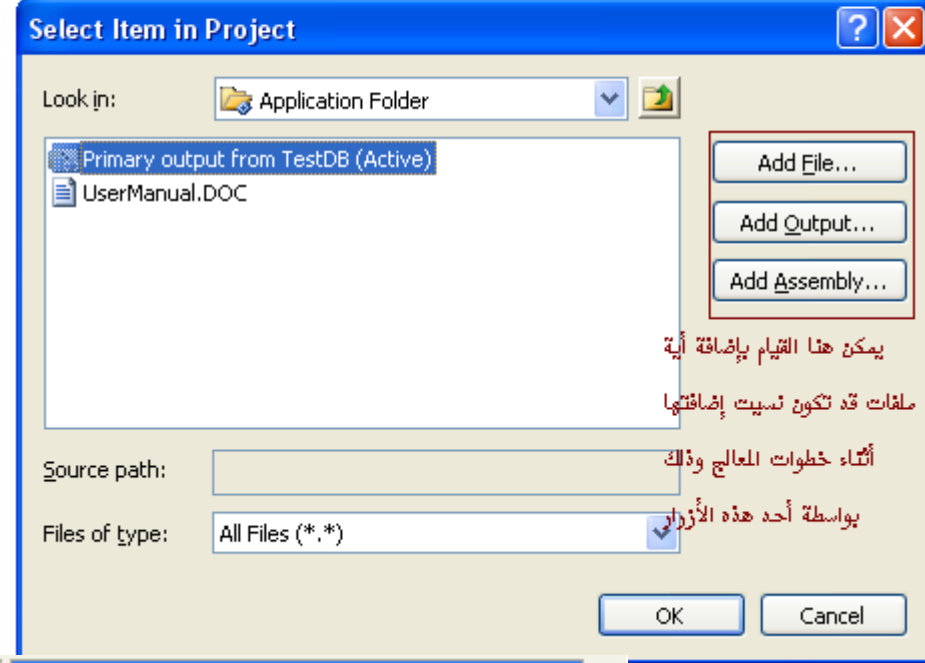 Select Item in Project
Look in:
Application Folder
Primary output from TestDB (Active)
UserManual.DOC
Add File...
Add Output...
Add Assembly...
يمكن هنا القيام بإضافة أية
ملفات قد تكون نسيت إضافتها
أثناء خطوات المعالج وذلك
بواسطة أحد هذه الأزرار
Source path:
Files of type:
All Files (*.*)
OK
Cancel